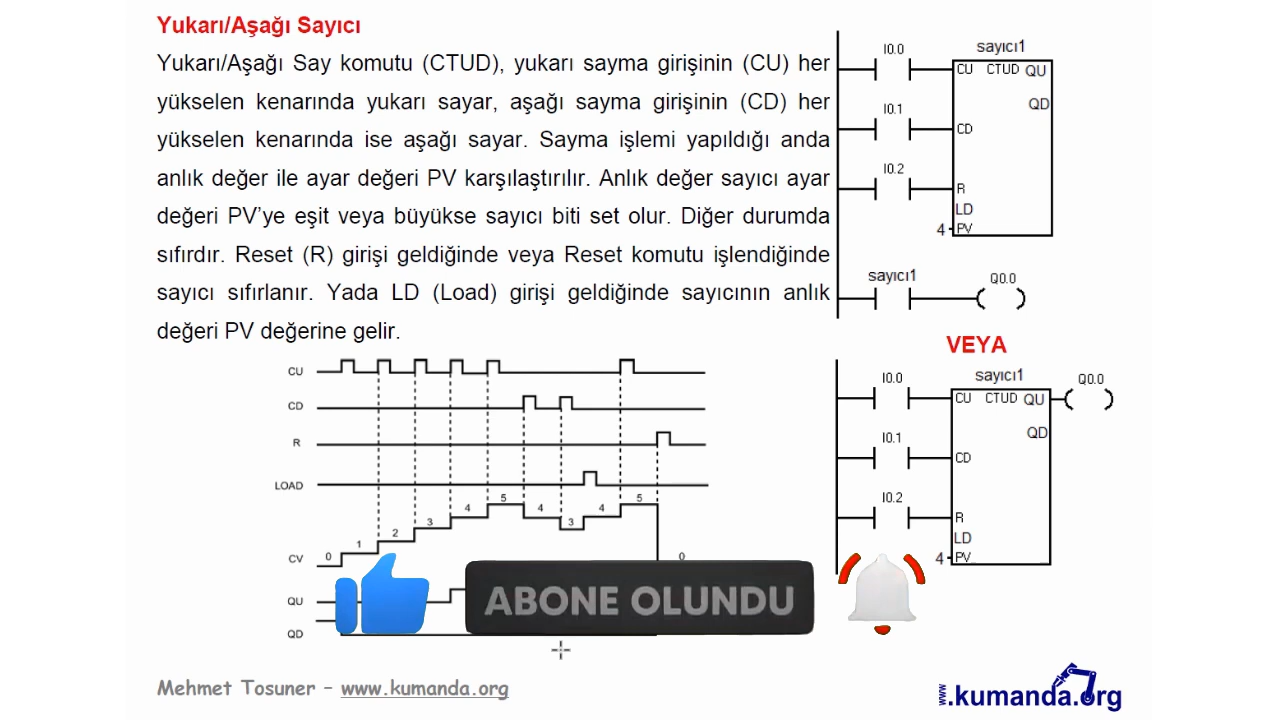 Yukarı/Aşağı Sayıcı
Yukarı/Aşağı Say komutu (CTUD), yukarı sayma girişinin (CU) her
yükselen kenarında yukarı sayar, aşağı sayma girişinin (CD) her
yükselen kenarında ise aşağı sayar. Sayma işlemi yapıldığı anda
anlık değer ile ayar değeri PV karşılaştırılır. Anlık değer sayıcı ayar
değeri PV'ye eşit veya büyükse sayıcı biti set olur. Diğer durumda
sıfırdır. Reset (R) girişi geldiğinde veya Reset komutu işlendiğinde
sayıcı sıfırlanır. Yada LD (Load) girişi geldiğinde sayıcının anlık
değeri PV değerine gelir.
I0.0 sayıcı1
CU CTUD QU
QD
I0.1
CD
I0.2
R
LD
4 PV
sayıcı1 Q0.0
VEYA
I0.0 sayıcı1 Q0.0
CU CTUD QU
QD
I0.1
CD
I0.2
R
LD
4 PV
CU
CD
R
LOAD
CV 0 1 2 3 4 5 4 3 4 5 0
QU
QD
ABONE OLUNDU
Mehmet Tosuner – www.kumanda.org
www.kumanda.org